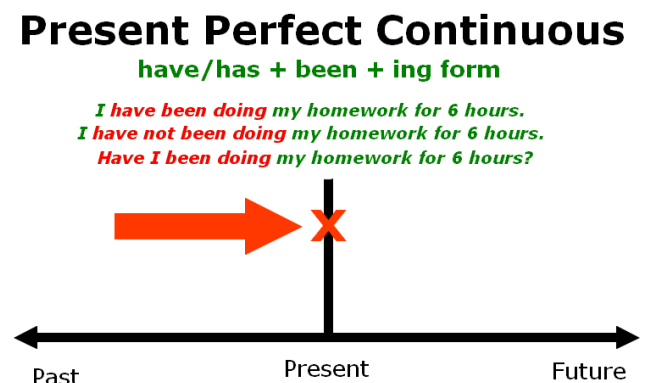 Present Perfect Continuous
have/has + been + ing form
I have been doing my homework for 6 hours.
I have not been doing my homework for 6 hours.
Have I been doing my homework for 6 hours?
X
Past Present Future